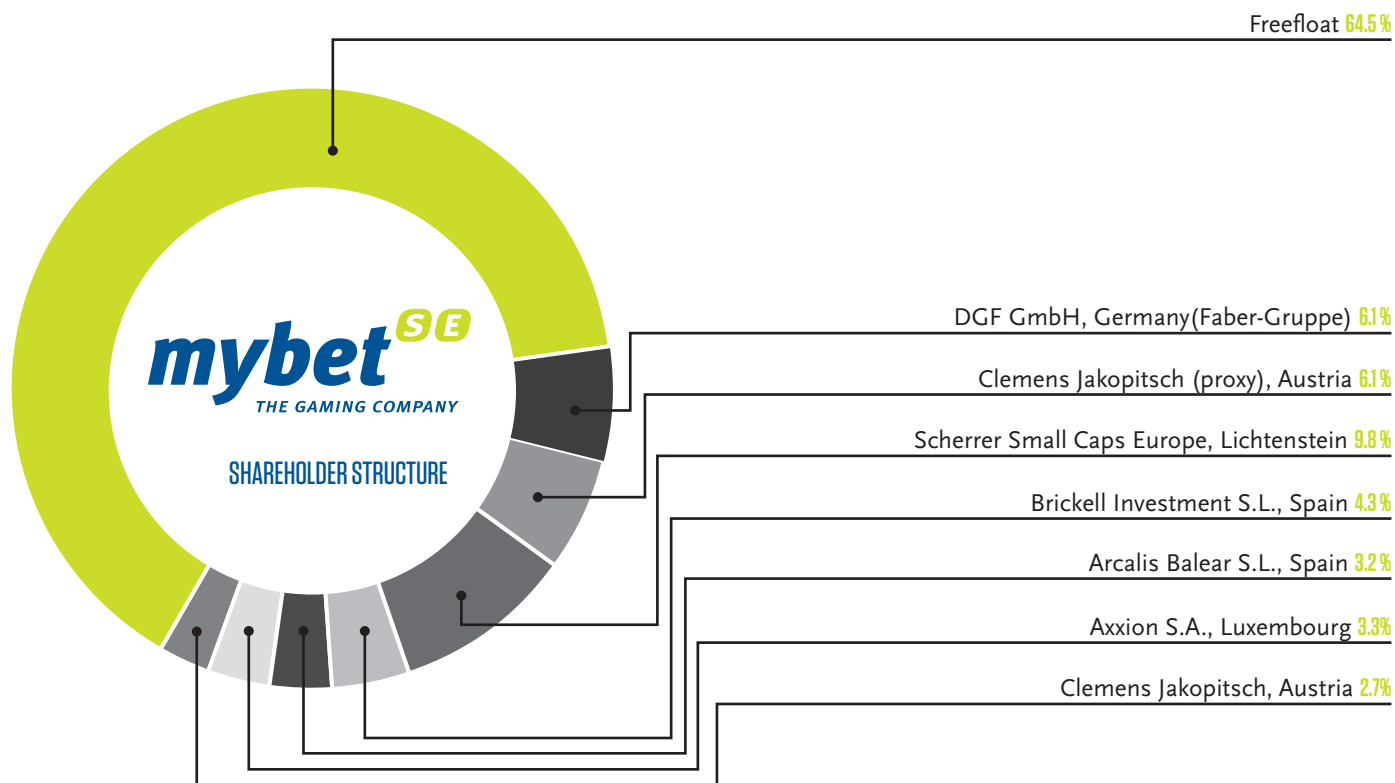 Freefloat 64.5 %
mybet SE
THE GAMING COMPANY
SHAREHOLDER STRUCTURE
DGF GmbH, Germany(Faber-Gruppe) 6.1 %
Clemens Jakopitsch (proxy), Austria 6.1 %
Scherrer Small Caps Europe, Lichtenstein 9.8 %
Brickell Investment S.L., Spain 4.3 %
Arcalis Balear S.L., Spain 3.2 %
Axxion S.A., Luxembourg 3.3%
Clemens Jakopitsch, Austria 2.7%